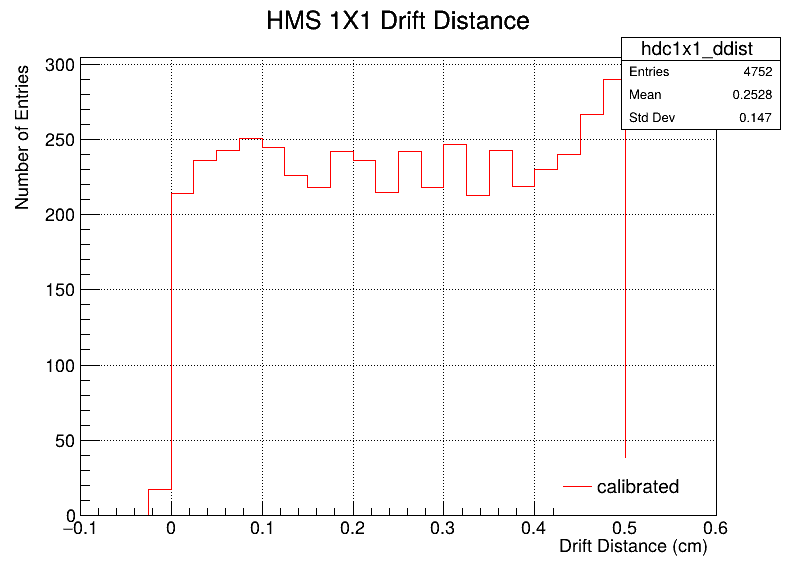 HMS 1X1 Drift Distance
hdc1x1_ddist
Entries 4752
Mean 0.2528
Std Dev 0.147
Number of Entries
300
250
200
150
100
50
0
−0.1 0 0.1 0.2 0.3 0.4 0.5 0.6
Drift Distance (cm)
calibrated